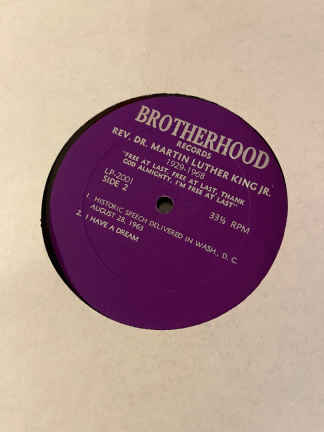 BROTHERHOOD
RECORDS
REV. DR. MARTIN LUTHER KING JR.
1929-1968
"FREE AT LAST, FREE AT LAST, THANK
GOD ALMIGHTY, I'M FREE AT LAST"
LP-2001
SIDE 2
33⅓ RPM
1. HISTORIC SPEECH DELIVERED IN WASH., D. C.
AUGUST 28, 1963
2. I HAVE A DREAM